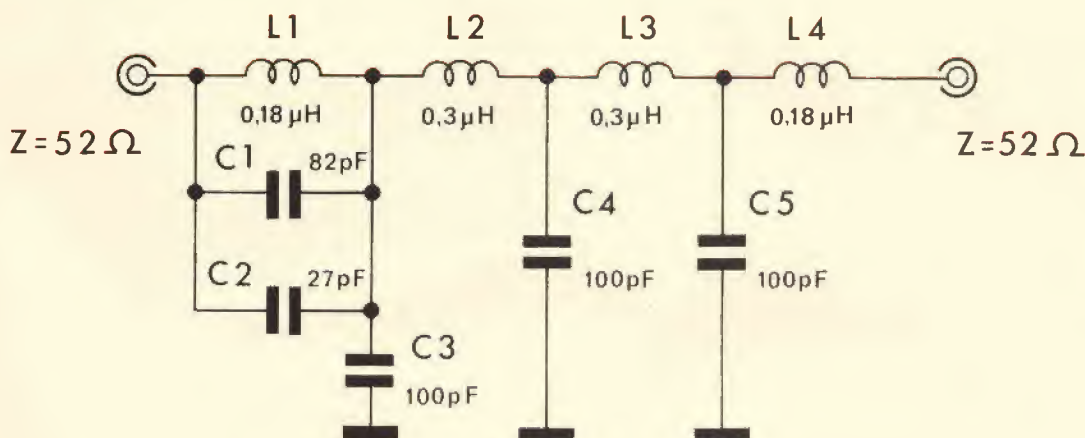 L1 L2 L3 L4
0,18 µH 0,3 µH 0,3 µH 0,18 µH
Z=52 Ω Z=52 Ω
C1 82pF
C4 C5
C2 27pF
100pF 100pF
C3
100pF